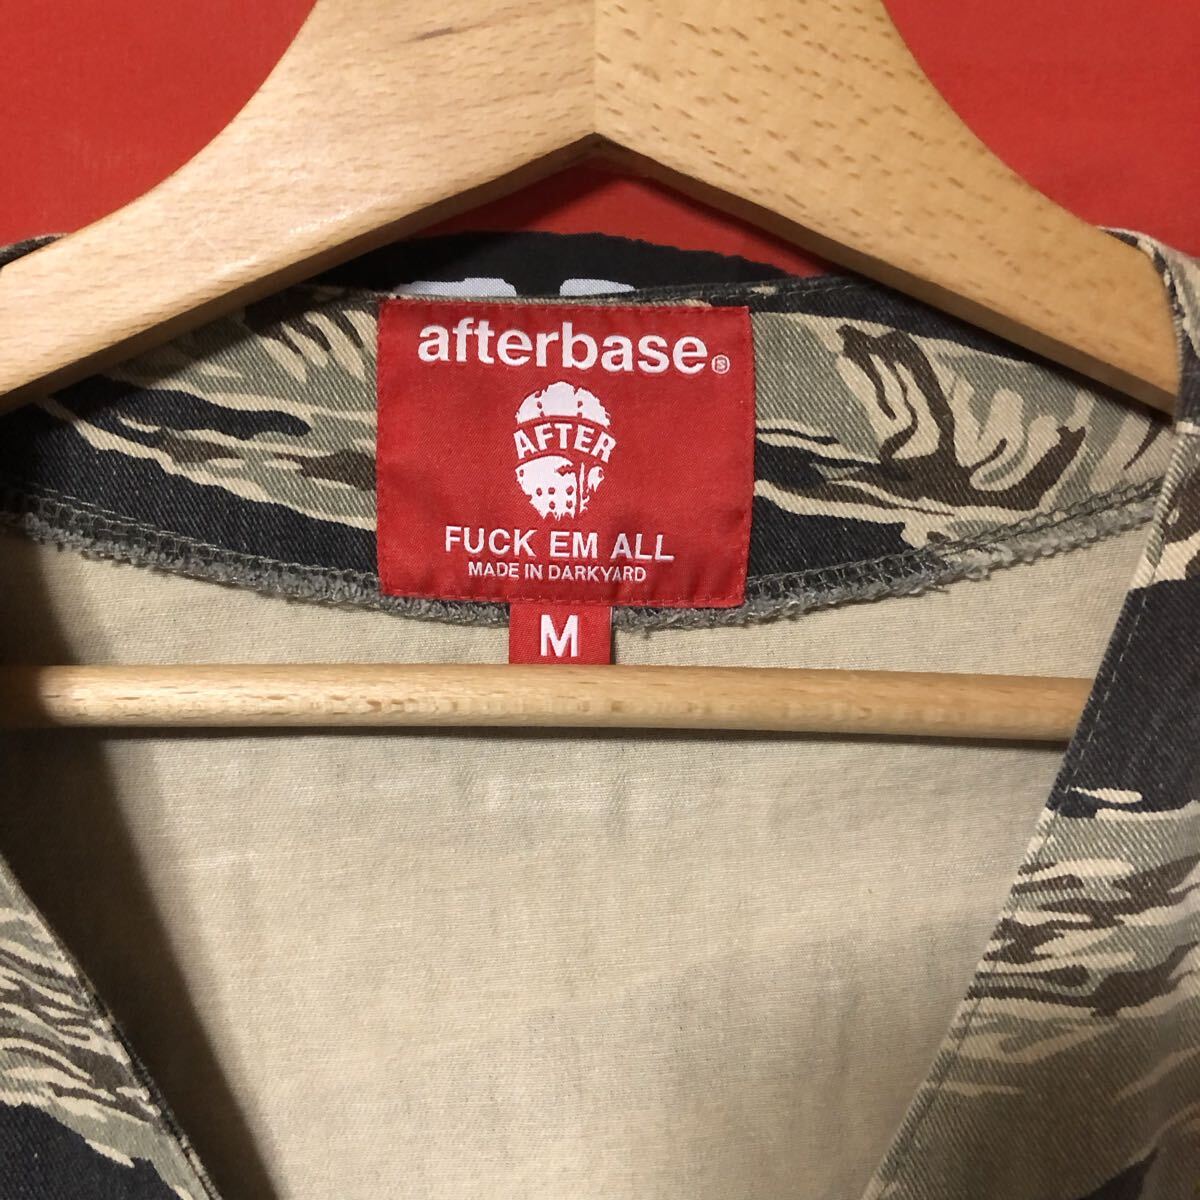 afterbase®
AFTER
FUCK EM ALL
MADE IN DARKYARD
M